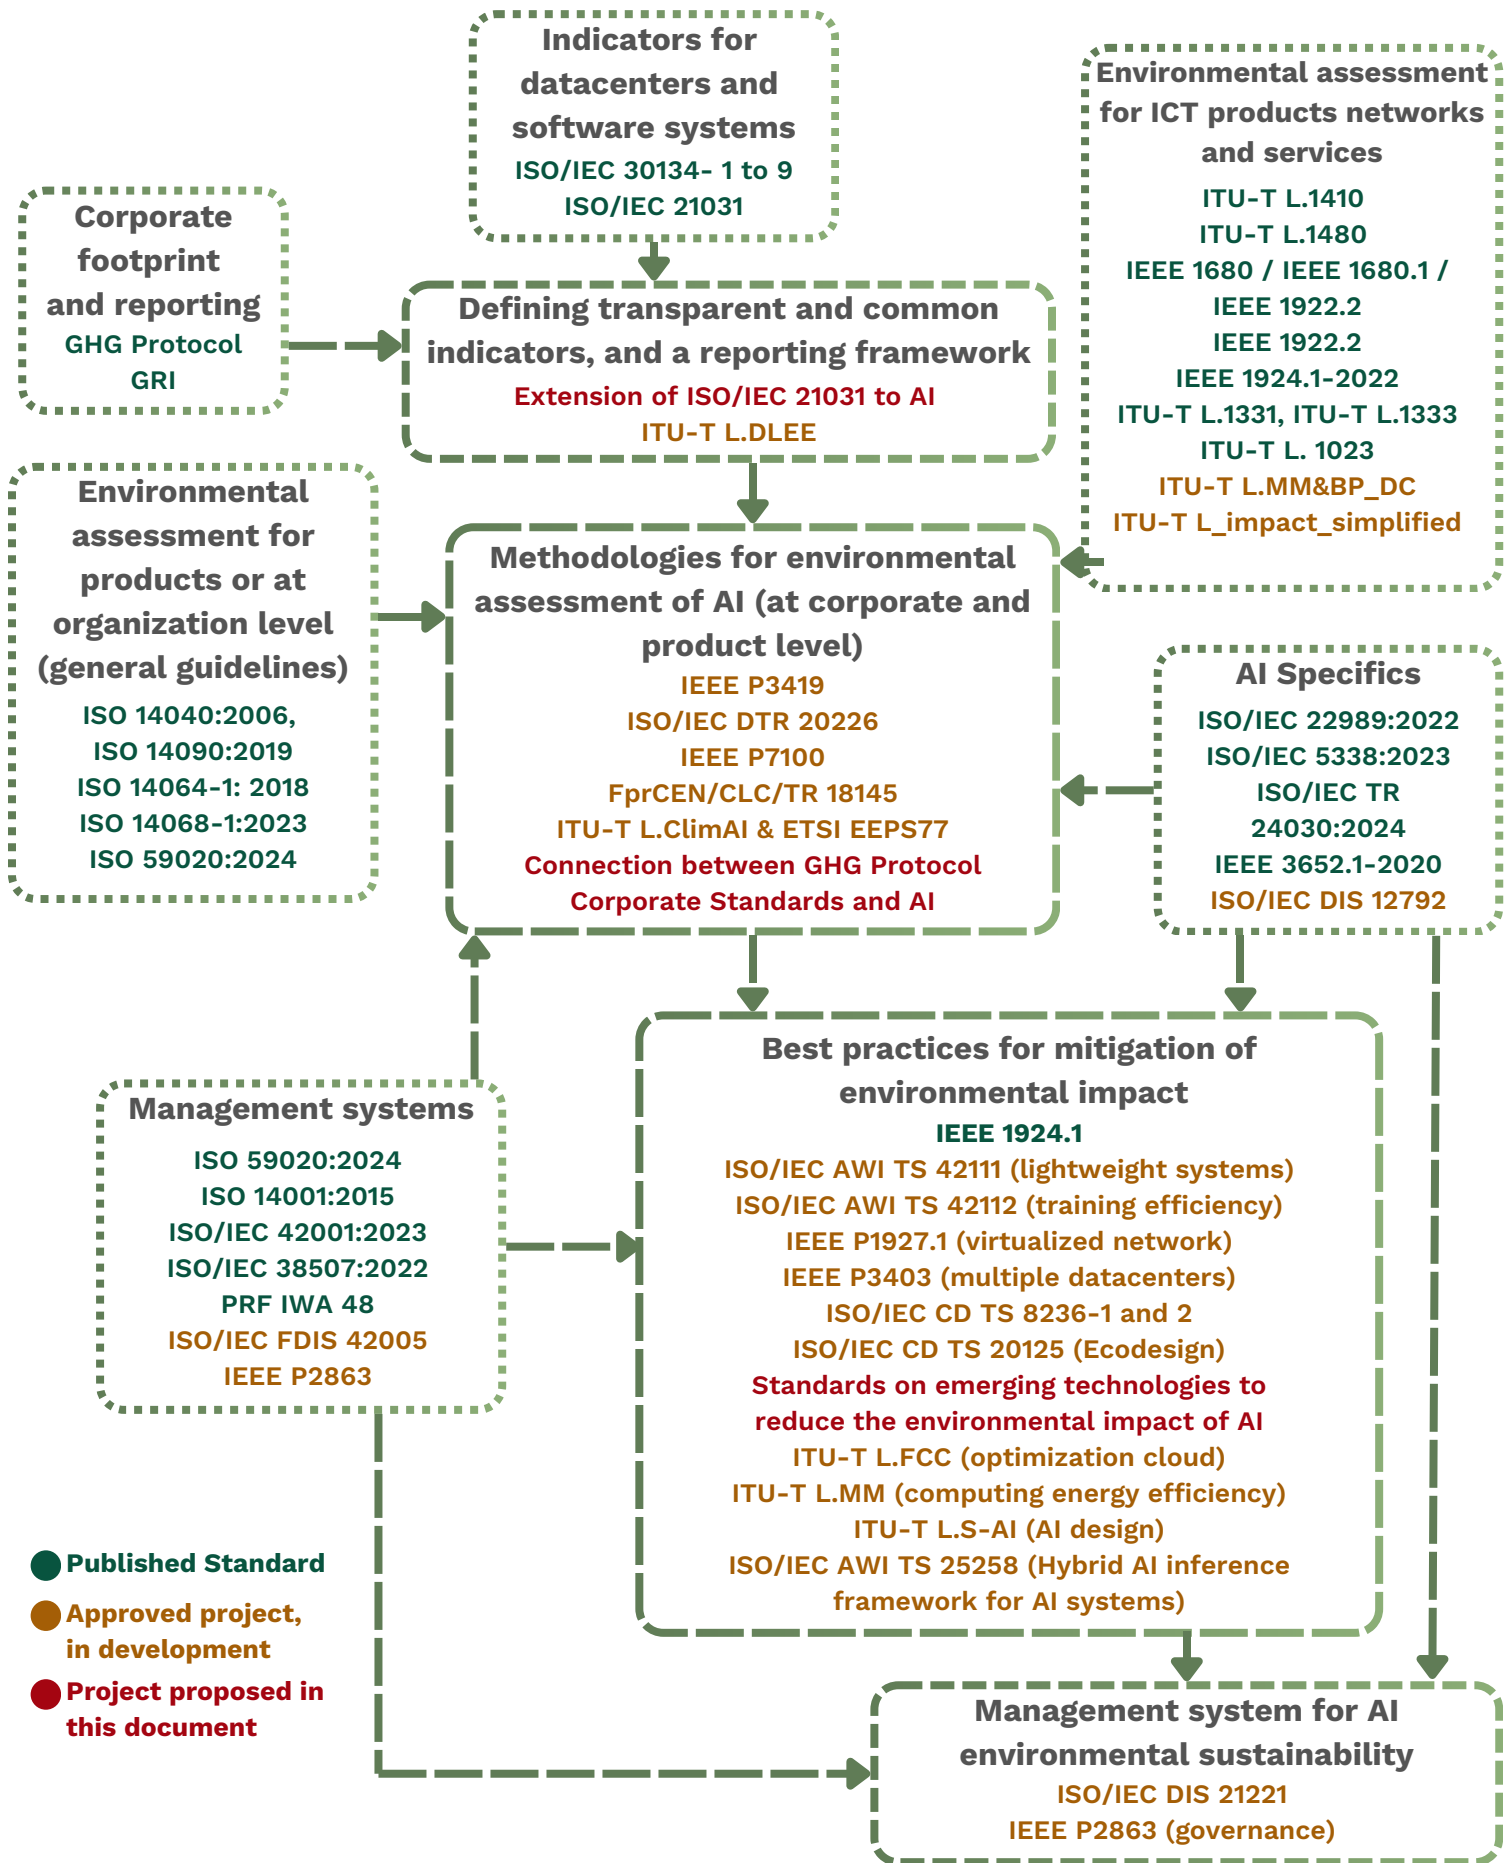 Indicators for
datacenters and
software systems
ISO/IEC 30134- 1 to 9
ISO/IEC 21031
Environmental assessment
for ICT products networks
and services
ITU-T L.1410
ITU-T L.1480
IEEE 1680 / IEEE 1680.1 /
IEEE 1922.2
IEEE 1922.2
IEEE 1924.1-2022
ITU-T L.1331, ITU-T L.1333
ITU-T L. 1023
ITU-T L.MM&BP_DC
ITU-T L_impact_simplified
Corporate
footprint
and reporting
GHG Protocol
GRI
Defining transparent and common
indicators, and a reporting framework
Extension of ISO/IEC 21031 to AI
ITU-T L.DLEE
Environmental
assessment for
products or at
organization level
(general guidelines)
ISO 14040:2006,
ISO 14090:2019
ISO 14064-1: 2018
ISO 14068-1:2023
ISO 59020:2024
Methodologies for environmental
assessment of AI (at corporate and
product level)
IEEE P3419
ISO/IEC DTR 20226
IEEE P7100
FprCEN/CLC/TR 18145
ITU-T L.ClimAI & ETSI EEPS77
Connection between GHG Protocol
Corporate Standards and AI
AI Specifics
ISO/IEC 22989:2022
ISO/IEC 5338:2023
ISO/IEC TR
24030:2024
IEEE 3652.1-2020
ISO/IEC DIS 12792
Management systems
ISO 59020:2024
ISO 14001:2015
ISO/IEC 42001:2023
ISO/IEC 38507:2022
PRF IWA 48
ISO/IEC FDIS 42005
IEEE P2863
Best practices for mitigation of
environmental impact
IEEE 1924.1
ISO/IEC AWI TS 42111 (lightweight systems)
ISO/IEC AWI TS 42112 (training efficiency)
IEEE P1927.1 (virtualized network)
IEEE P3403 (multiple datacenters)
ISO/IEC CD TS 8236-1 and 2
ISO/IEC CD TS 20125 (Ecodesign)
Standards on emerging technologies to
reduce the environmental impact of AI
ITU-T L.FCC (optimization cloud)
ITU-T L.MM (computing energy efficiency)
ITU-T L.S-AI (AI design)
ISO/IEC AWI TS 25258 (Hybrid AI inference
framework for AI systems)
Published Standard
Approved project,
in development
Project proposed in
this document
Management system for AI
environmental sustainability
ISO/IEC DIS 21221
IEEE P2863 (governance)